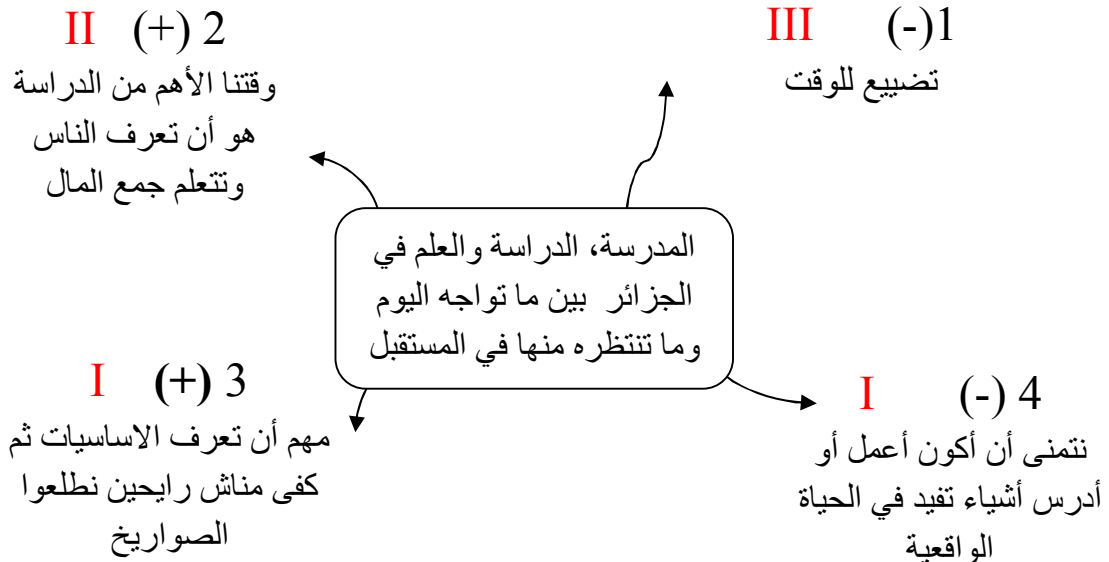 III (-)1
تضييع للوقت
II (+) 2
وقتنا الأهم من الدراسة
هو أن تعرف الناس
وتتعلم جمع المال
المدرسة، الدراسة والعلم في
الجزائر بين ما تواجه اليوم
وما تنتظره منها في المستقبل
I (+) 3
مهم أن تعرف الاساسيات ثم
كفى مناش رايحين نطلعوا
الصواريخ
I (-) 4
نتمنى أن أكون أعمل أو
أدرس أشياء تفيد في الحياة
الواقعية